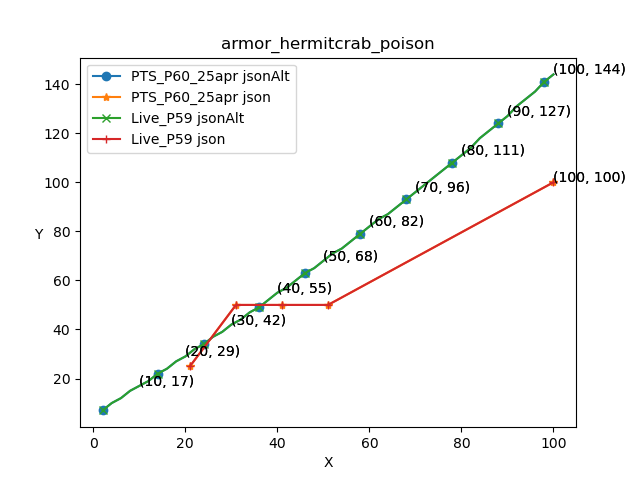 armor_hermitcrab_poison
PTS_P60_25apr jsonAlt
PTS_P60_25apr json
Live_P59 jsonAlt
Live_P59 json
(100, 144)
(90, 127)
(80, 111)
(100, 100)
(70, 96)
(60, 82)
(50, 68)
(40, 55)
(30, 42)
(20, 29)
(10, 17)
140
120
100
80
60
40
20
Y
0 20 40 60 80 100
X